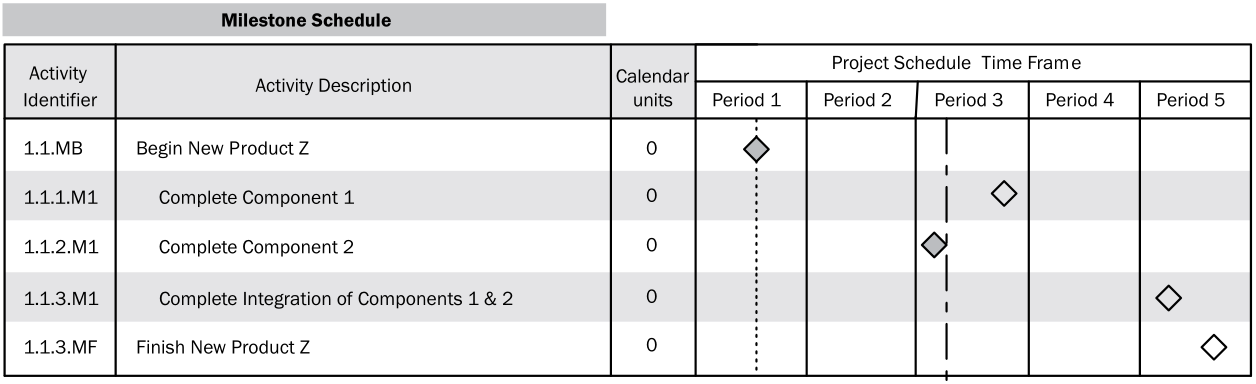 Milestone Schedule
Activity Identifier
Activity Description
Calendar units
Project Schedule Time Frame
Period 1 Period 2 Period 3 Period 4 Period 5
1.1.MB Begin New Product Z 0
1.1.1.M1 Complete Component 1 0
1.1.2.M1 Complete Component 2 0
1.1.3.M1 Complete Integration of Components 1 & 2 0
1.1.3.MF Finish New Product Z 0